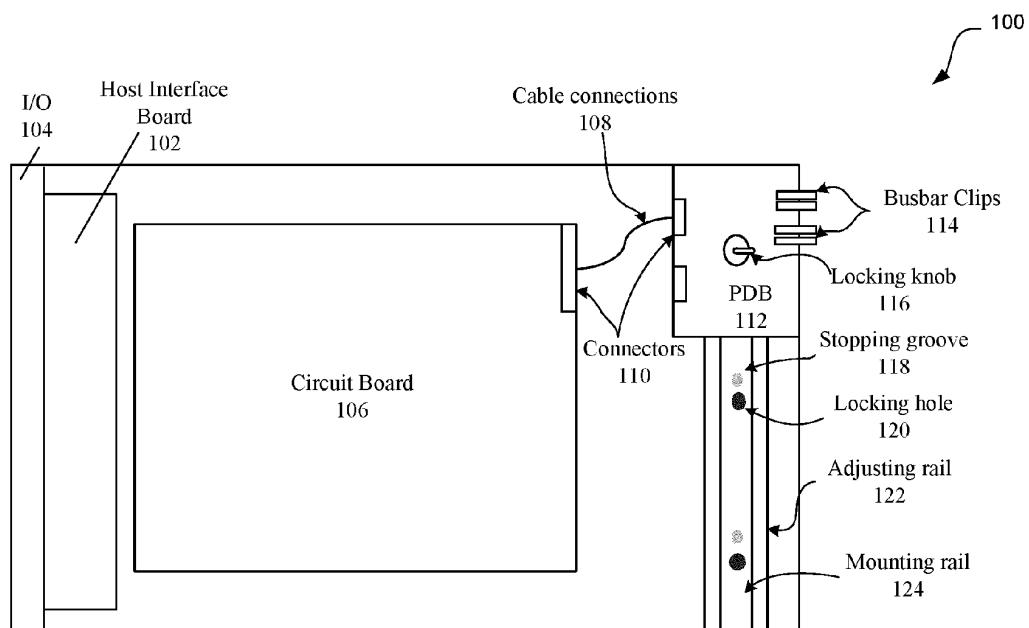 100
Host Interface
Board
102
I/O
104
Cable connections
108
Busbar Clips
114
Locking knob
116
PDB
112
Connectors
110
Stopping groove
118
Circuit Board
106
Locking hole
120
Adjusting rail
122
Mounting rail
124